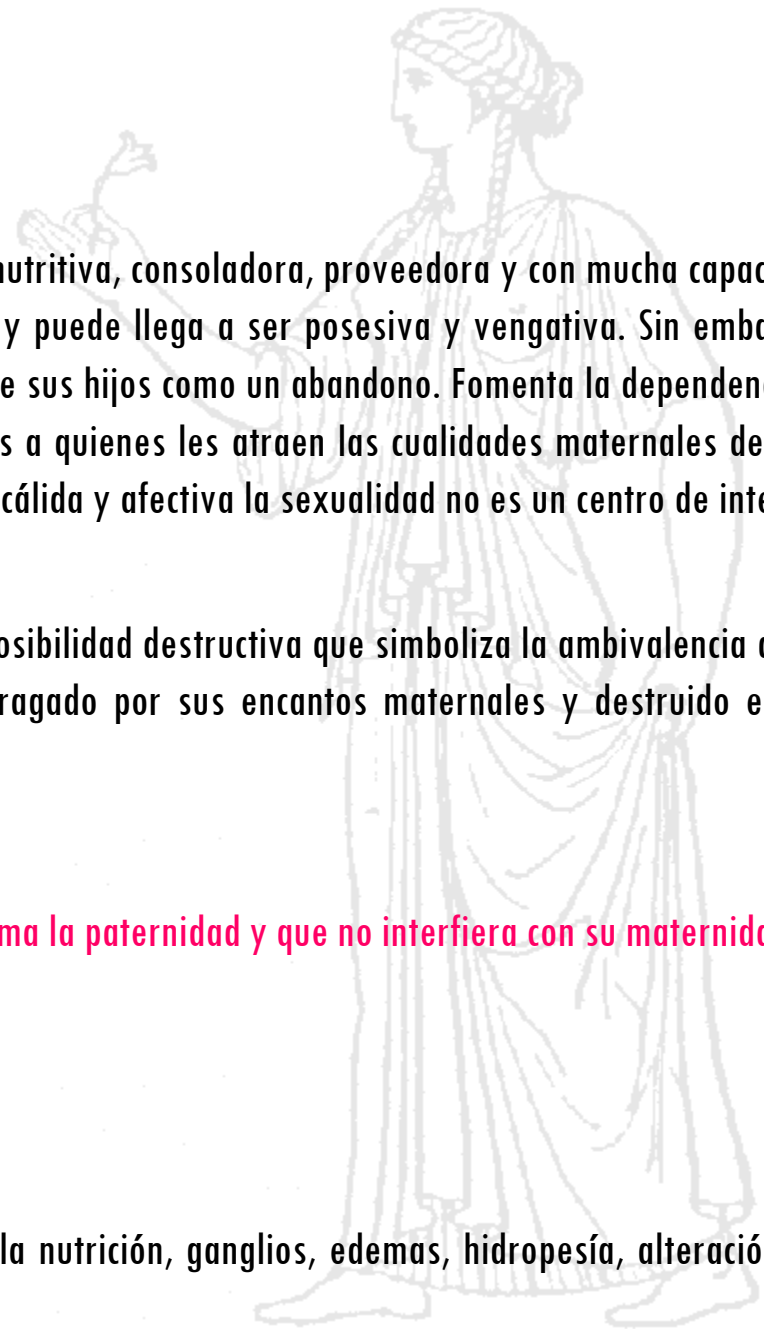 nutritiva, consoladora, proveedora y con mucha capac
y puede llega a ser posesiva y vengativa. Sin emba
e sus hijos como un abandono. Fomenta la dependenc
s a quienes les atraen las cualidades maternales de
cálida y afectiva la sexualidad no es un centro de inte
osibilidad destructiva que simboliza la ambivalencia
ragado por sus encantos maternales y destruido e
ma la paternidad y que no interfiera con su maternida
la nutrición, ganglios, edemas, hidropesía, alteració